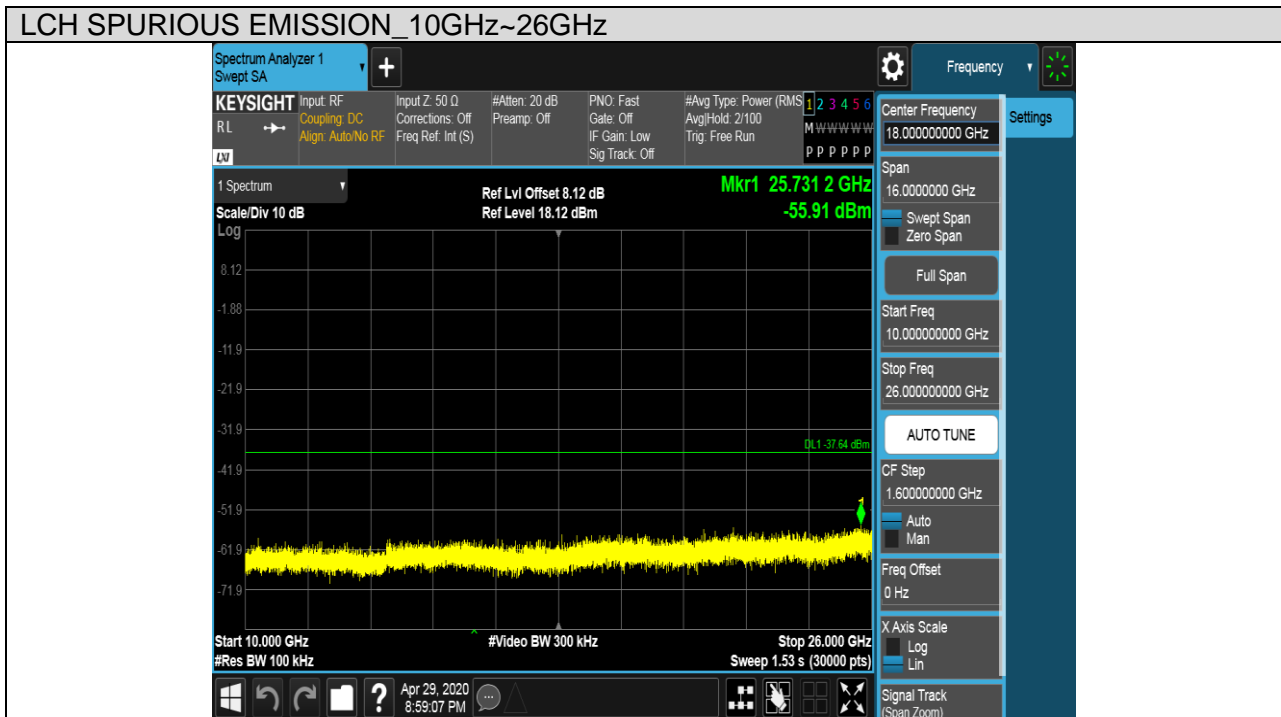 LCH SPURIOUS EMISSION_10GHz~26GHz
Spectrum Analyzer 1
Swept SA
+
Frequency
KEYSIGHT
RL
LXI
Input: RF
Coupling: DC
Align: Auto/No RF
Input Z: 50 Ω
Corrections: Off
Freq Ref: Int (S)
#Atten: 20 dB
Preamp: Off
PNO: Fast
Gate: Off
IF Gain: Low
Sig Track: Off
#Avg Type: Power (RMS
Avg|Hold: 2/100
Trig: Free Run
1 2 3 4 5 6
M W W W W W
P P P P P P
1 Spectrum
Scale/Div 10 dB
Log
Ref Lvl Offset 8.12 dB
Ref Level 18.12 dBm
Mkr1 25.731 2 GHz
-55.91 dBm
8.12
-1.88
-11.9
-21.9
-31.9
DL1 -37.64 dBm
-41.9
-51.9
1
-61.9
-71.9
Start 10.000 GHz
#Res BW 100 kHz
#Video BW 300 kHz
Stop 26.000 GHz
Sweep 1.53 s (30000 pts)
?
Apr 29, 2020
8:59:07 PM
Center Frequency
18.000000000 GHz
Settings
Span
16.0000000 GHz
Swept Span
Zero Span
Full Span
Start Freq
10.000000000 GHz
Stop Freq
26.000000000 GHz
AUTO TUNE
CF Step
1.600000000 GHz
Auto
Man
Freq Offset
0 Hz
X Axis Scale
Log
Lin
Signal Track
(Span Zoom)